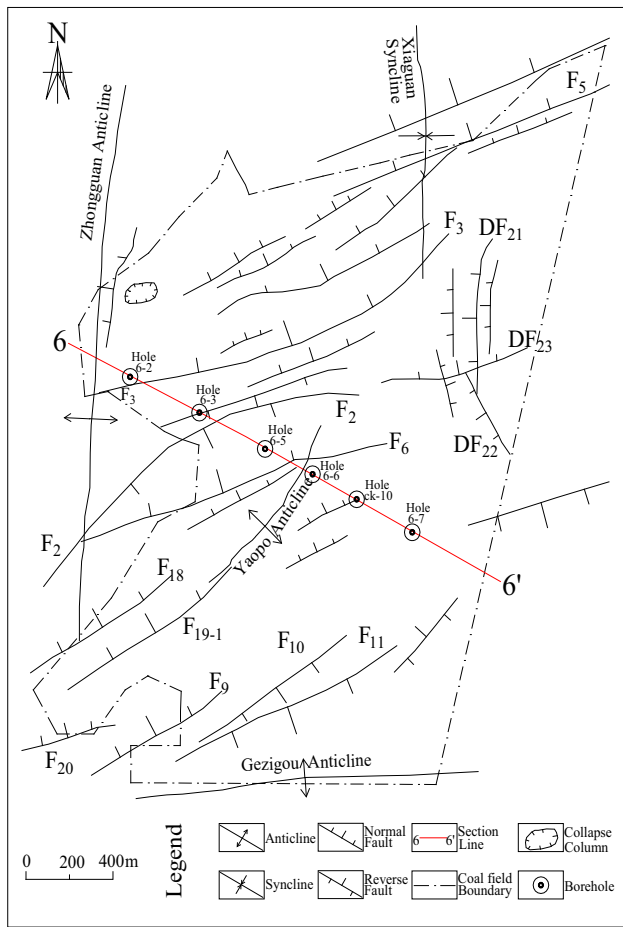 N
Zhongguan Anticline
Xiaguan
Syncline
F5
F3
DF21
6
Hole
6-2
F3
Hole
6-3
DF23
F2
Hole
6-5
F6
Hole
6-6
DF22
Hole
ck-10
Hole
6-7
Yaopo Anticline
F2
F18
6'
F19-1
F10
F11
F9
F20
Gezigou Anticline
0 200 400m
Legend
Anticline
Normal
Fault
6 6' Section
Line
Collapse
Column
Syncline
Reverse
Fault
Coal field
Boundary
Borehole